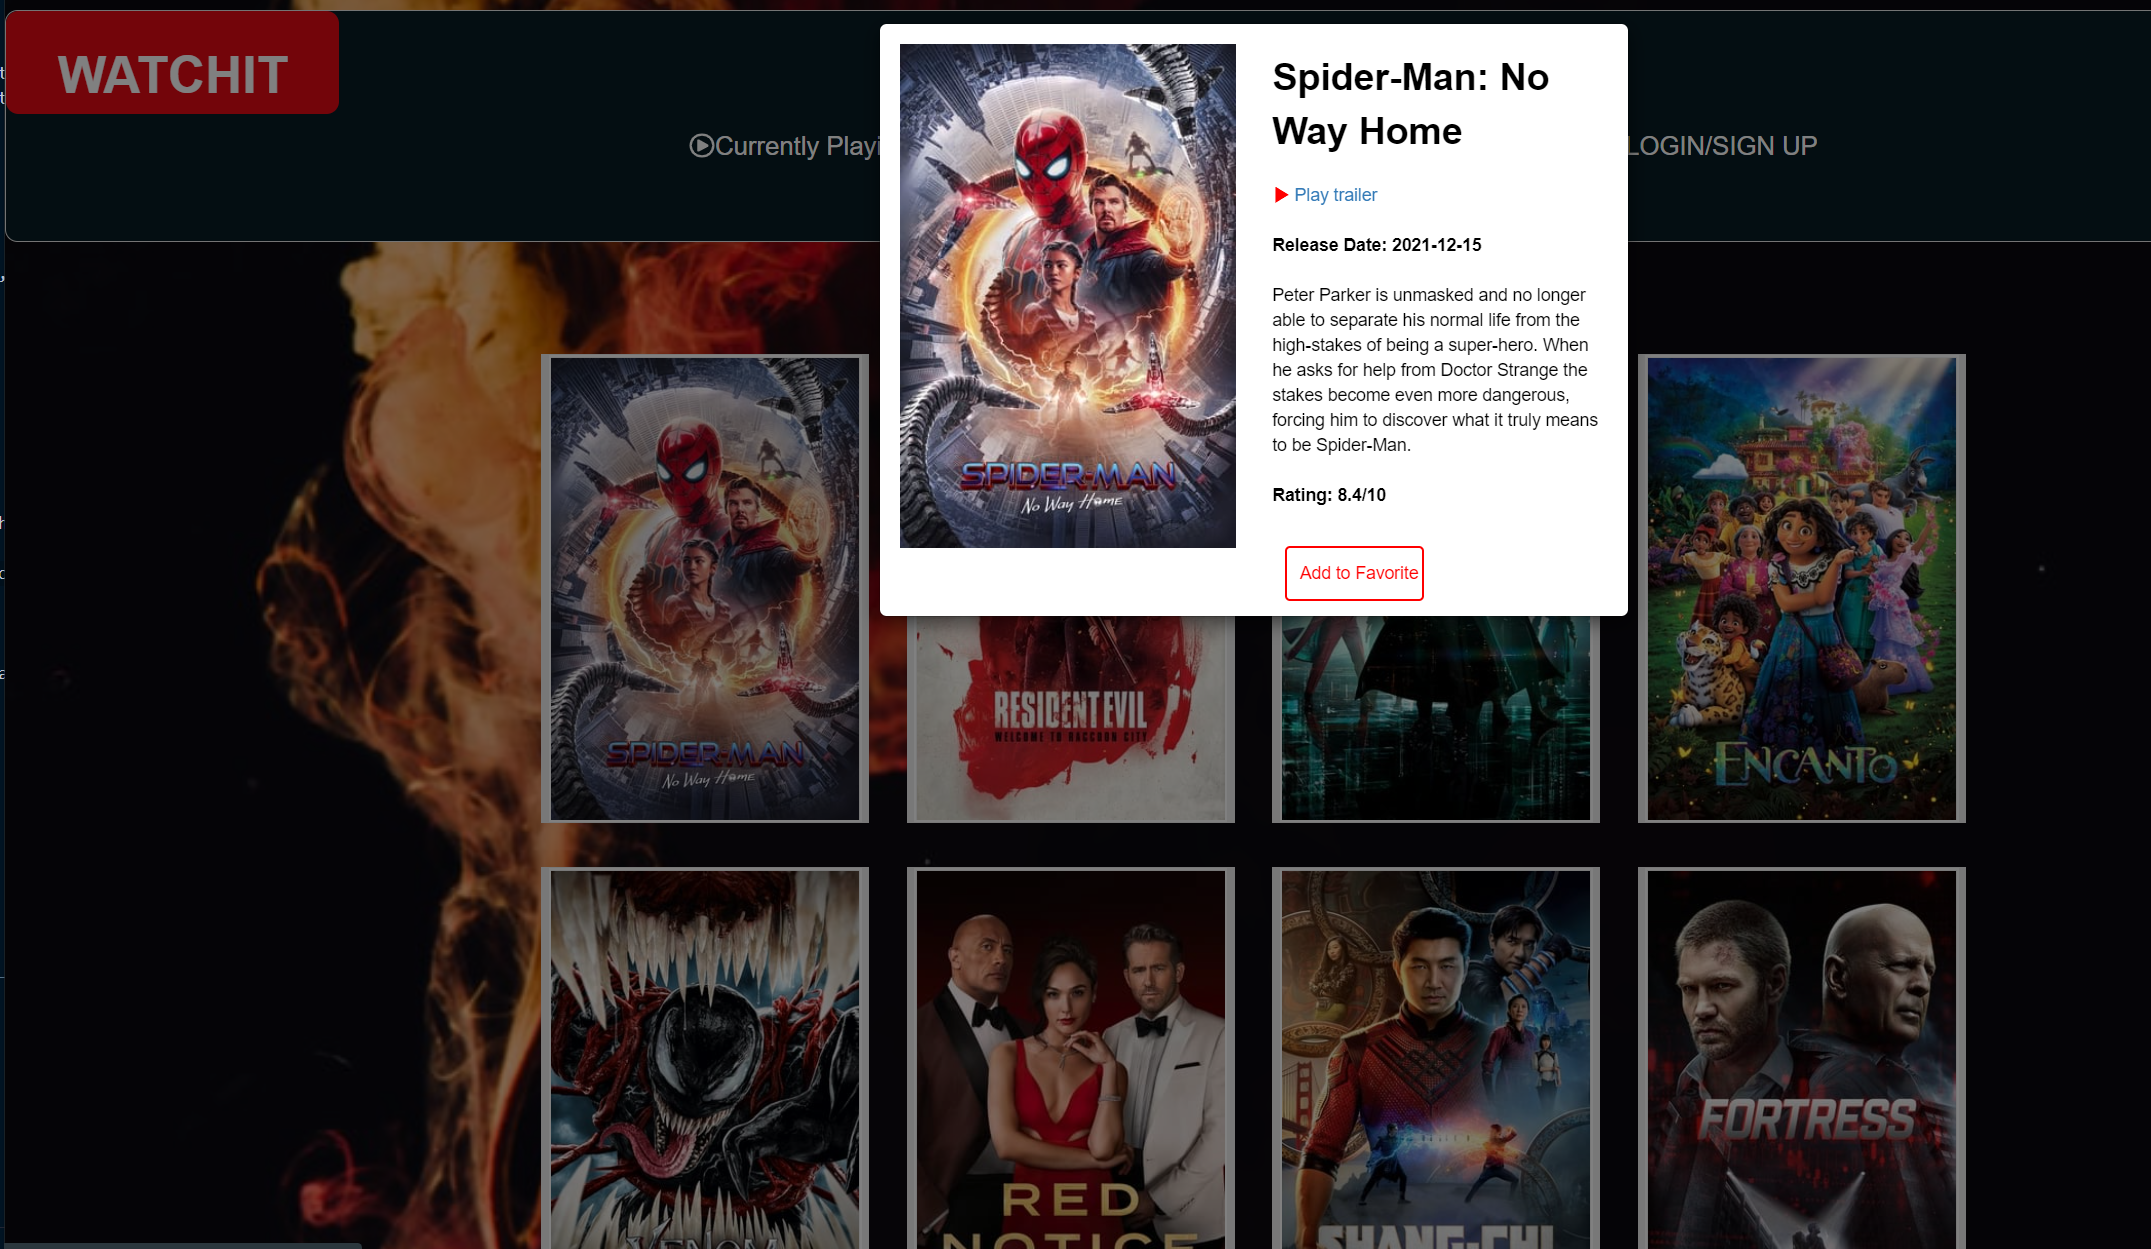 WATCHIT
Currently Playi
LOGIN/SIGN UP
Spider-Man: No
Way Home
Play trailer
Release Date: 2021-12-15
Peter Parker is unmasked and no longer
able to separate his normal life from the
high-stakes of being a super-hero. When
he asks for help from Doctor Strange the
stakes become even more dangerous,
forcing him to discover what it truly means
to be Spider-Man.
Rating: 8.4/10
Add to Favorite
SPIDER-MAN
No Way Home
SPIDER-MAN
No Way Home
RESIDENT EVIL
WELCOME TO RACCOON CITY
ENCANTO
VENOM
RED
NOTICE
SHANG-CHI
FORTRESS